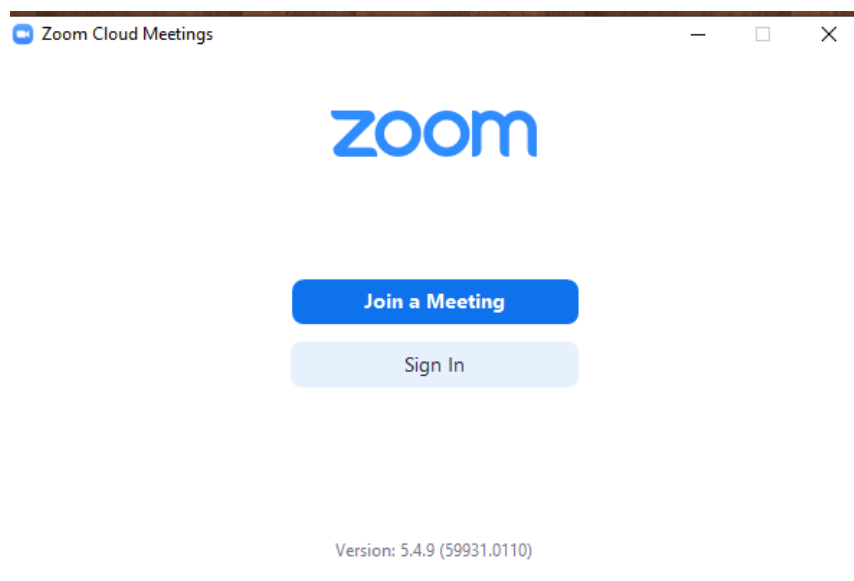 Zoom Cloud Meetings
zoom
Join a Meeting
Sign In
Version: 5.4.9 (59931.0110)